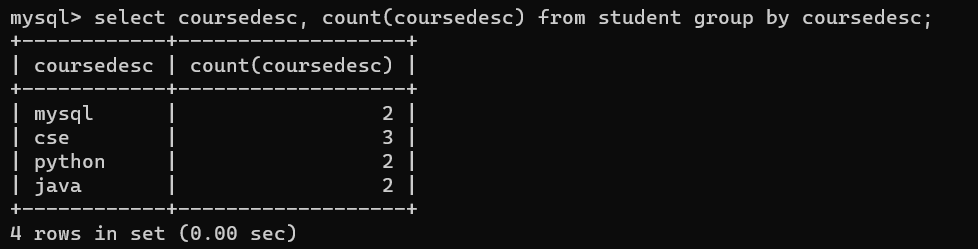 mysql> select coursedesc, count(coursedesc) from student group by coursedesc;
+------------+-------------------+
| coursedesc | count(coursedesc) |
+------------+-------------------+
| mysql      |                 2 |
| cse        |                 3 |
| python     |                 2 |
| java       |                 2 |
+------------+-------------------+
4 rows in set (0.00 sec)